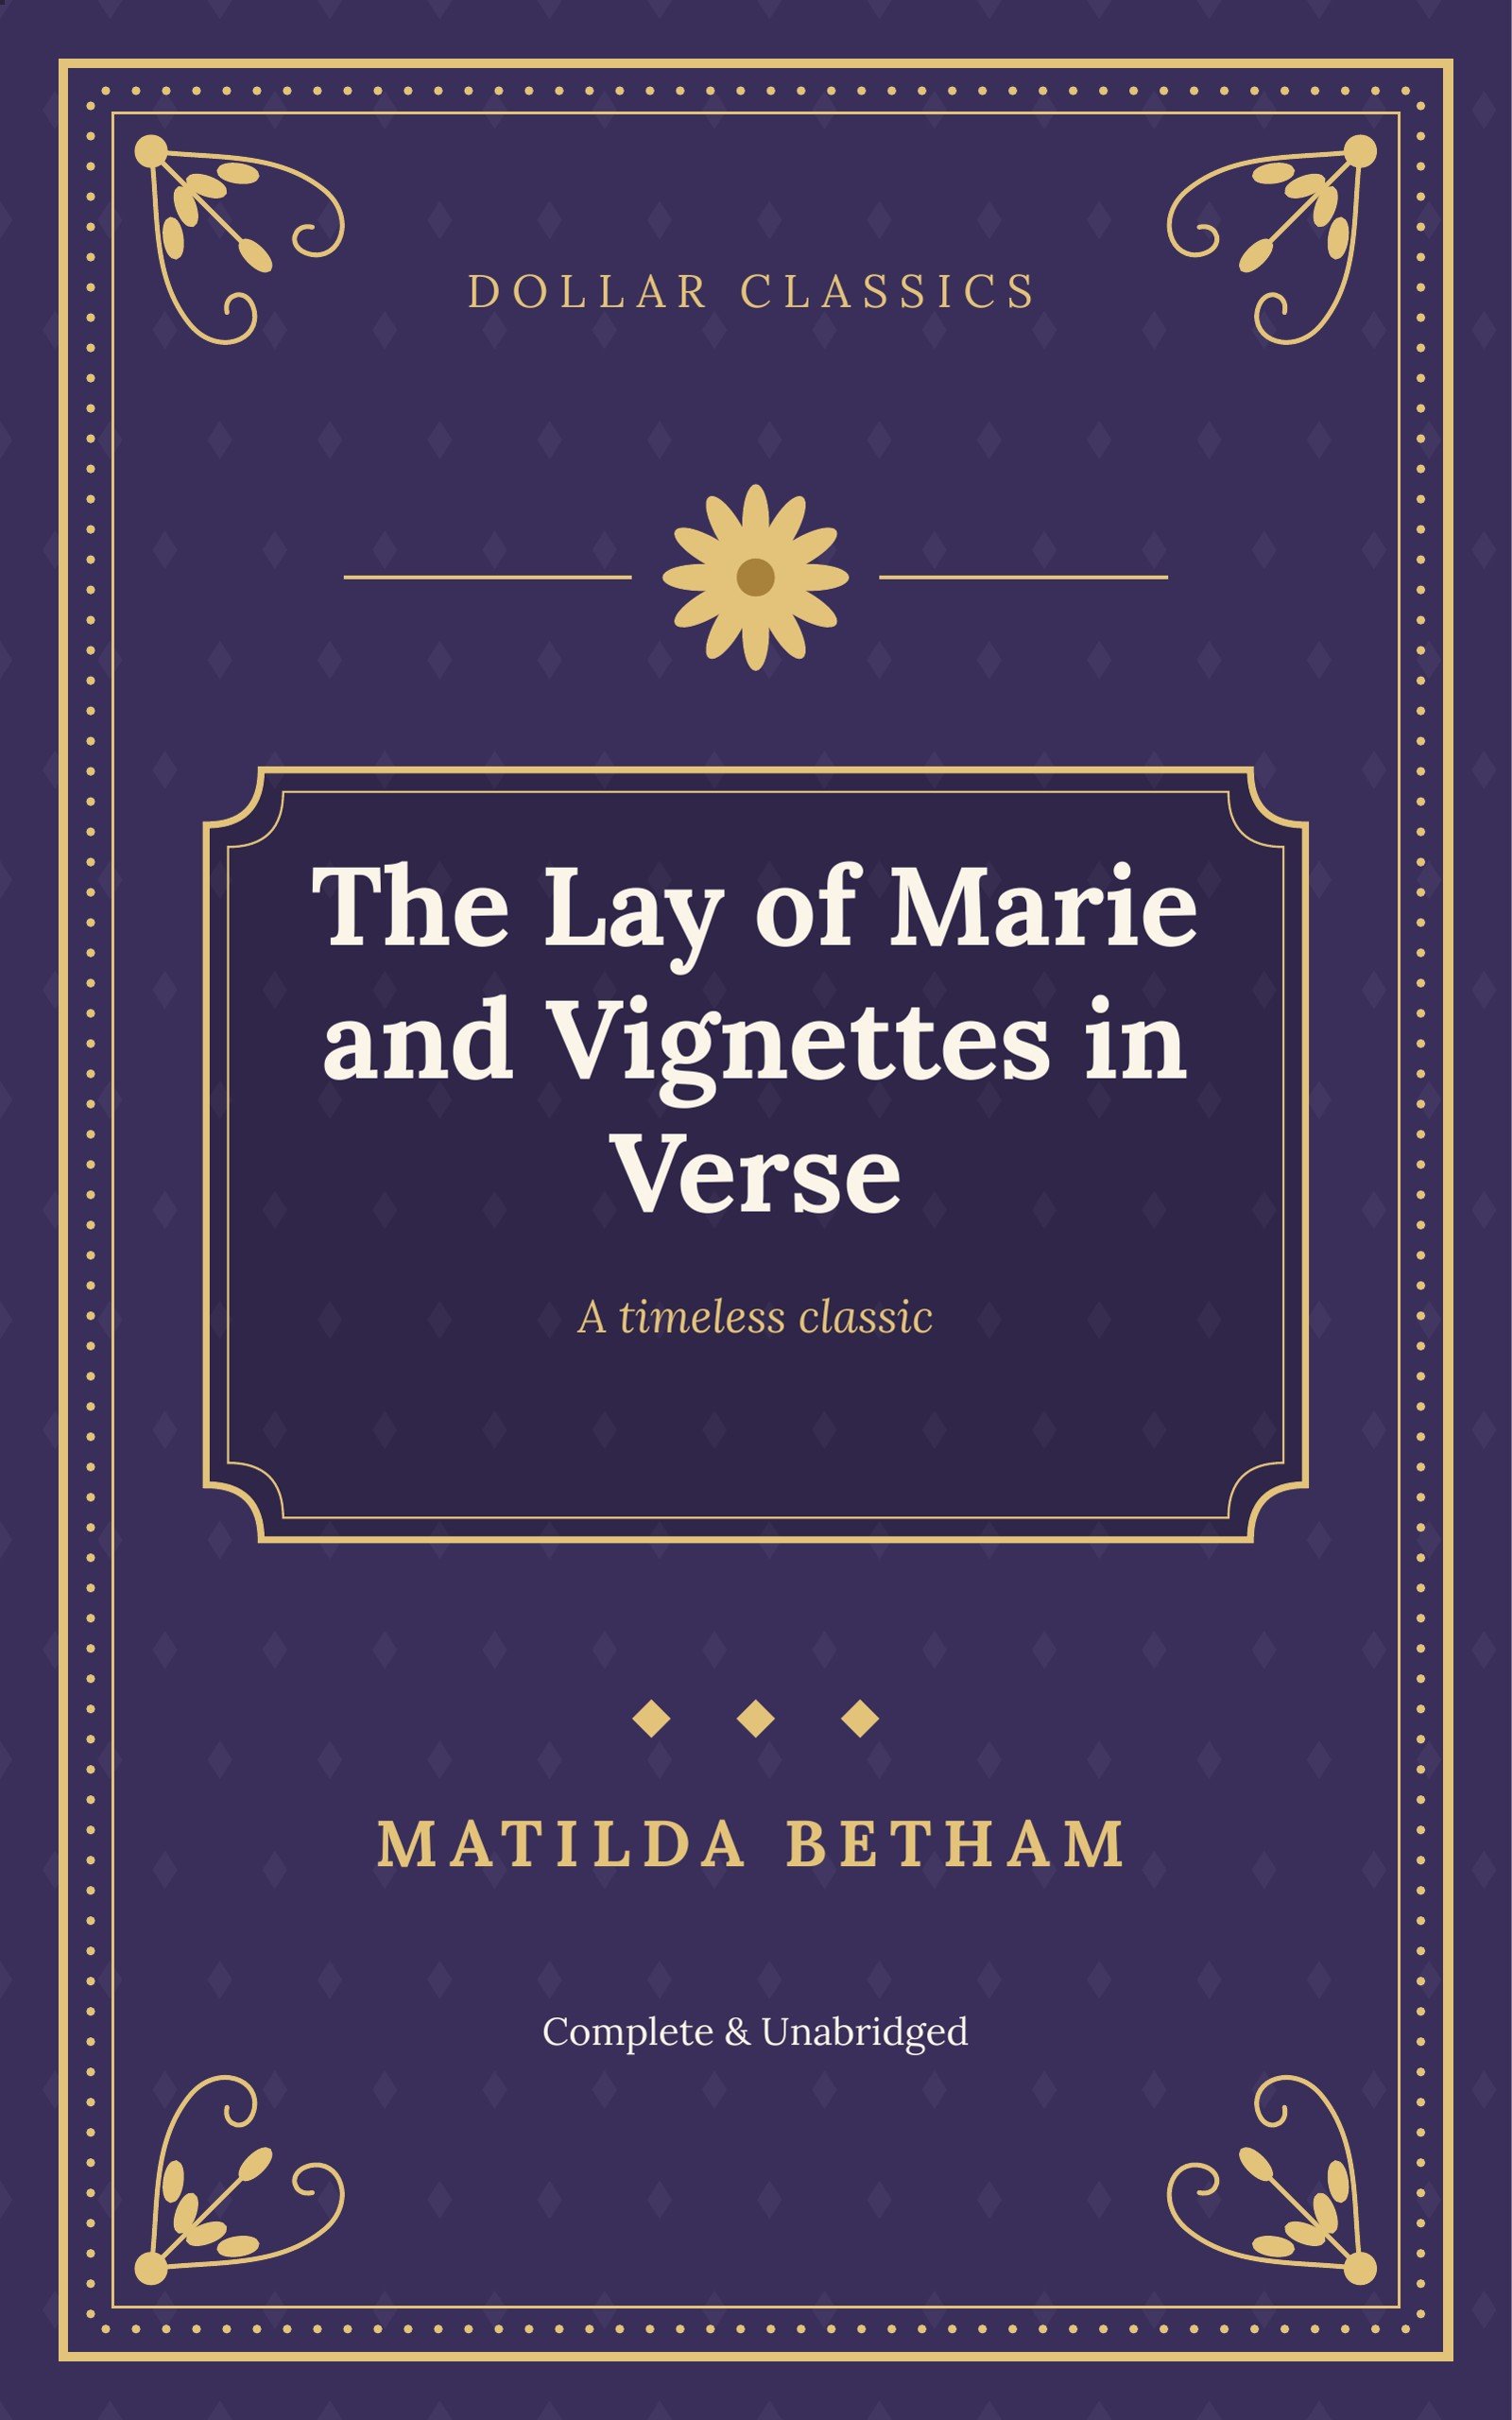 DOLLAR CLASSICS
The Lay of Marie
and Vignettes in
Verse
A timeless classic
MATILDA BETHAM
Complete & Unabridged